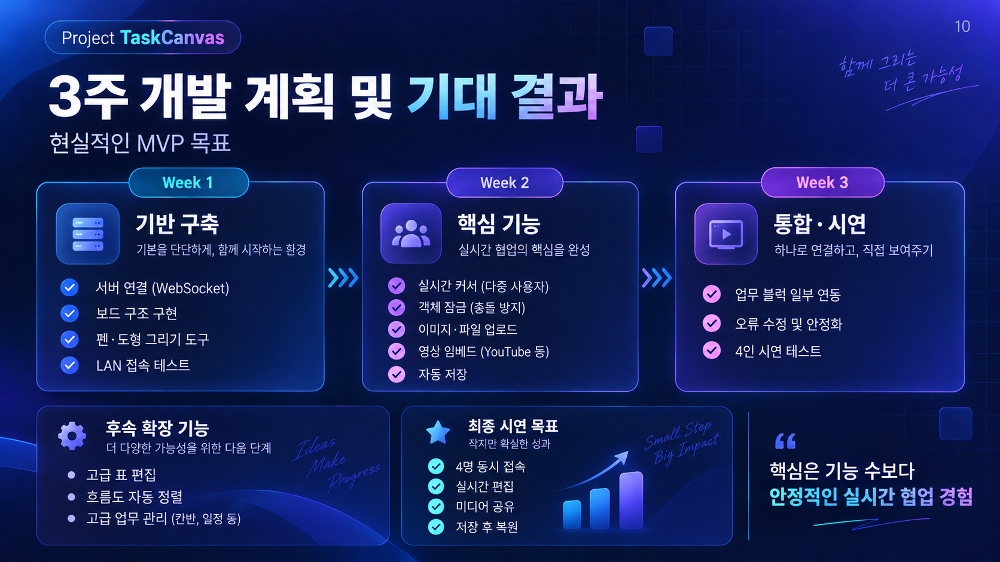 Project TaskCanvas
10
함께 그리는
더 큰 가능성
3주 개발 계획 및 기대 결과
현실적인 MVP 목표
Week 1
기반 구축
기본을 단단하게, 함께 시작하는 환경
서버 연결 (WebSocket)
보드 구조 구현
펜·도형 그리기 도구
LAN 접속 테스트
Week 2
핵심 기능
실시간 협업의 핵심을 완성
실시간 커서 (다중 사용자)
객체 잠금 (충돌 방지)
이미지·파일 업로드
영상 임베드 (YouTube 등)
자동 저장
Week 3
통합·시연
하나로 연결하고, 직접 보여주기
업무 블럭 일부 연동
오류 수정 및 안정화
4인 시연 테스트
후속 확장 기능
더 다양한 가능성을 위한 다음 단계
고급 표 편집
흐름도 자동 정렬
고급 업무 관리 (칸반, 일정 등)
Ideas
Make
Progress
최종 시연 목표
작지만 확실한 성과
4명 동시 접속
실시간 편집
미디어 공유
저장 후 복원
Small Step
Big Impact
“
핵심은 기능 수보다
안정적인 실시간 협업 경험